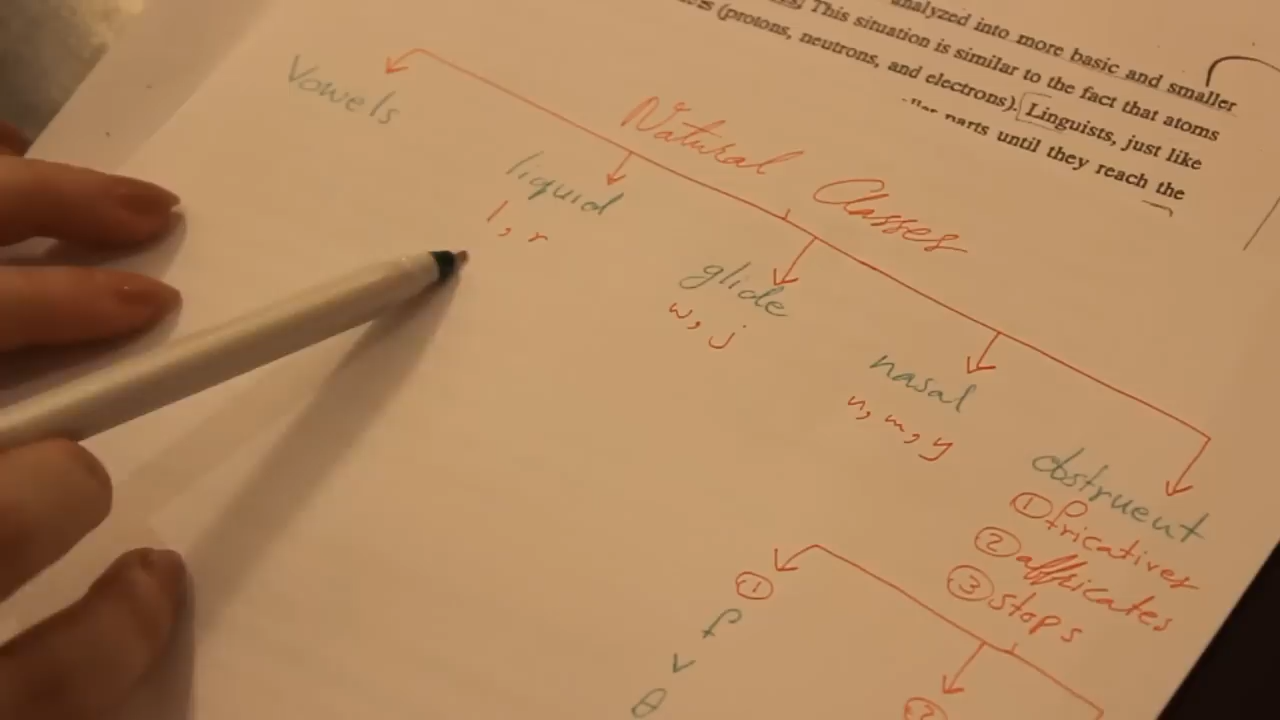 analyzed into more basic and smaller
This situation is similar to the fact that atoms
(protons, neutrons, and electrons). Linguists, just like
parts until they reach the
Natural Classes
Vowels
liquid
l, r
glide
w, j
nasal
n, m, y
obstruent
① fricatives
② affricates
③ stops
①
f
v
θ
②